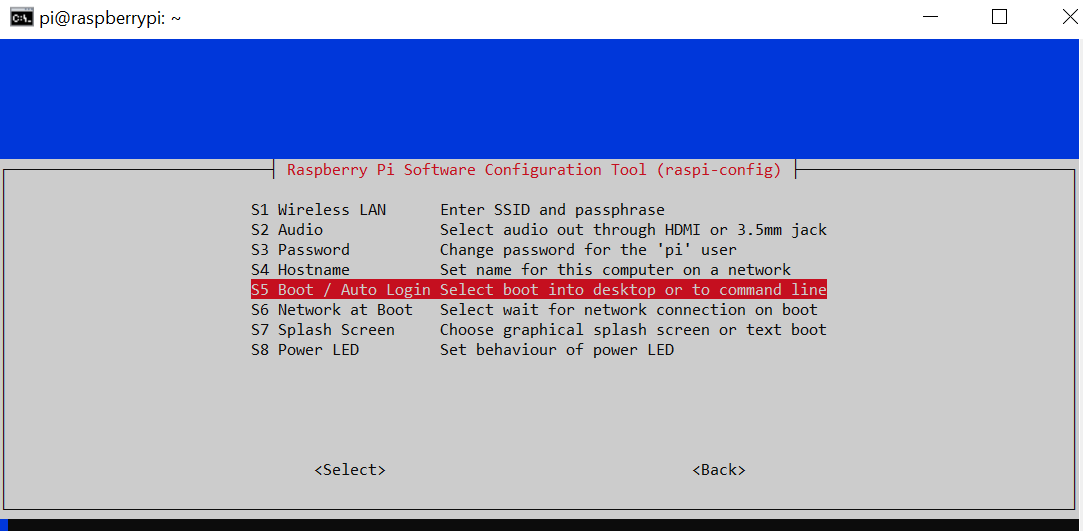 pi@raspberrypi: ~
Raspberry Pi Software Configuration Tool (raspi-config)
S1 Wireless LAN Enter SSID and passphrase
S2 Audio Select audio out through HDMI or 3.5mm jack
S3 Password Change password for the 'pi' user
S4 Hostname Set name for this computer on a network
S5 Boot / Auto Login Select boot into desktop or to command line
S6 Network at Boot Select wait for network connection on boot
S7 Splash Screen Choose graphical splash screen or text boot
S8 Power LED Set behaviour of power LED
<Select> <Back>